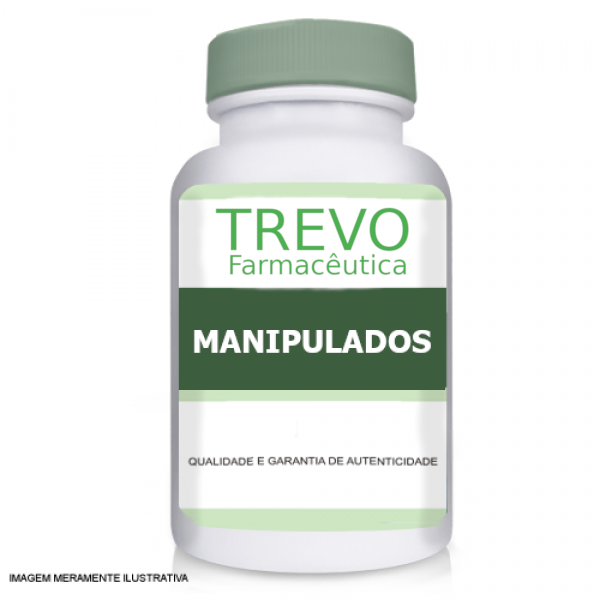 TREVO
Farmacêutica
MANIPULADOS
QUALIDADE E GARANTIA DE AUTENTICIDADE
IMAGEM MERAMENTE ILUSTRATIVA